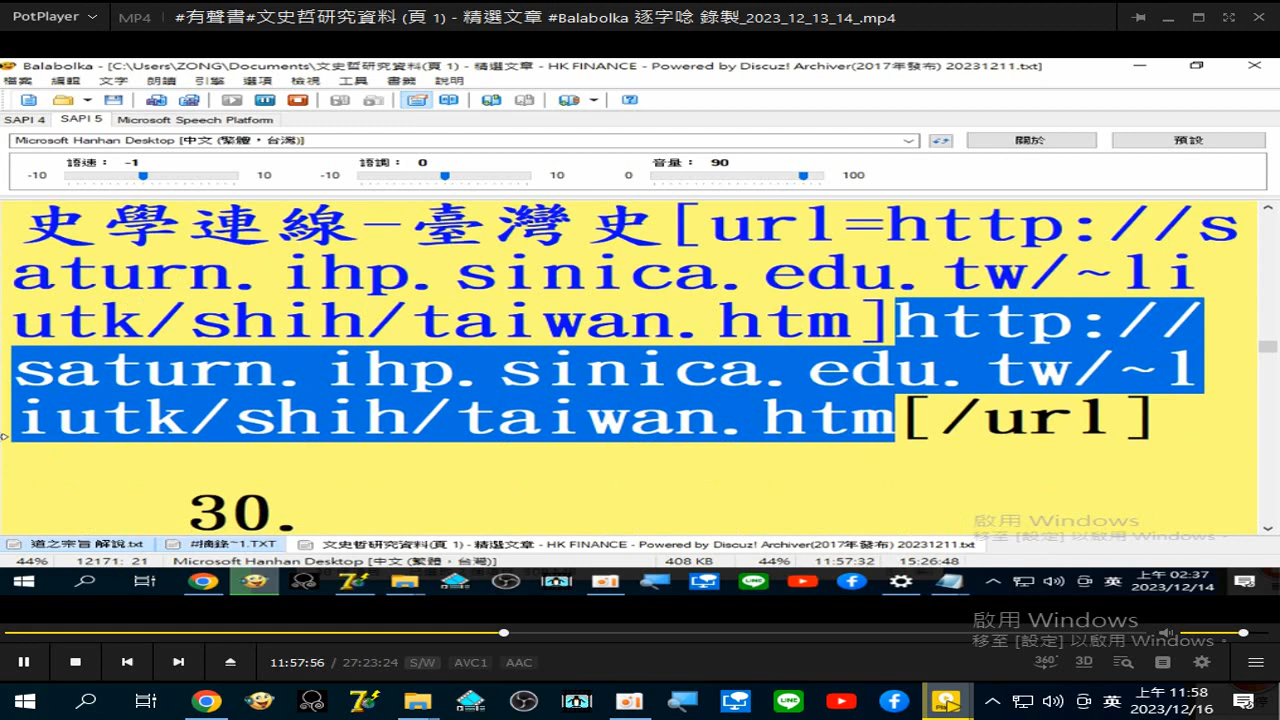 PotPlayer MP4 #有聲書#文史哲研究資料 (頁 1) - 精選文章 #Balabolka 逐字唸 錄製_2023_12_13_14_.mp4
Balabolka - [C:\Users\ZONG\Documents\文史哲研究資料(頁 1) - 精選文章 - HK FINANCE - Powered by Discuz! Archiver(2017年發布) 20231211.txt]
檔案 編輯 文字 朗讀 引擎 選項 檢視 工具 書籤 說明
SAPI 4 SAPI 5 Microsoft Speech Platform
Microsoft Hanhan Desktop [中文 (繁體，台灣)] 關於 預設
語速： -1 語調： 0 音量： 90
-10 10 -10 10 0 100
史學連線-臺灣史[url=http://s
aturn.ihp.sinica.edu.tw/~li
utk/shih/taiwan.htm]http://
saturn.ihp.sinica.edu.tw/~l
iutk/shih/taiwan.htm[/url]
30.
啟用 Windows
移至 [設定] 以啟用 Windows。
道之宗旨 解說.txt #摘錄~1.TXT 文史哲研究資料(頁 1) - 精選文章 - HK FINANCE - Powered by Discuz! Archiver(2017年發布) 20231211.txt
44% 12171: 21 Microsoft Hanhan Desktop [中文 (繁體，台灣)] 408 KB 44% 11:57:32 15:26:48
英 上午 02:37
2023/12/14
啟用 Windows
移至 [設定] 以啟用 Windows。
11:57:56 / 27:23:24 S/W AVC1 AAC 360° 3D
英 上午 11:58
2023/12/16